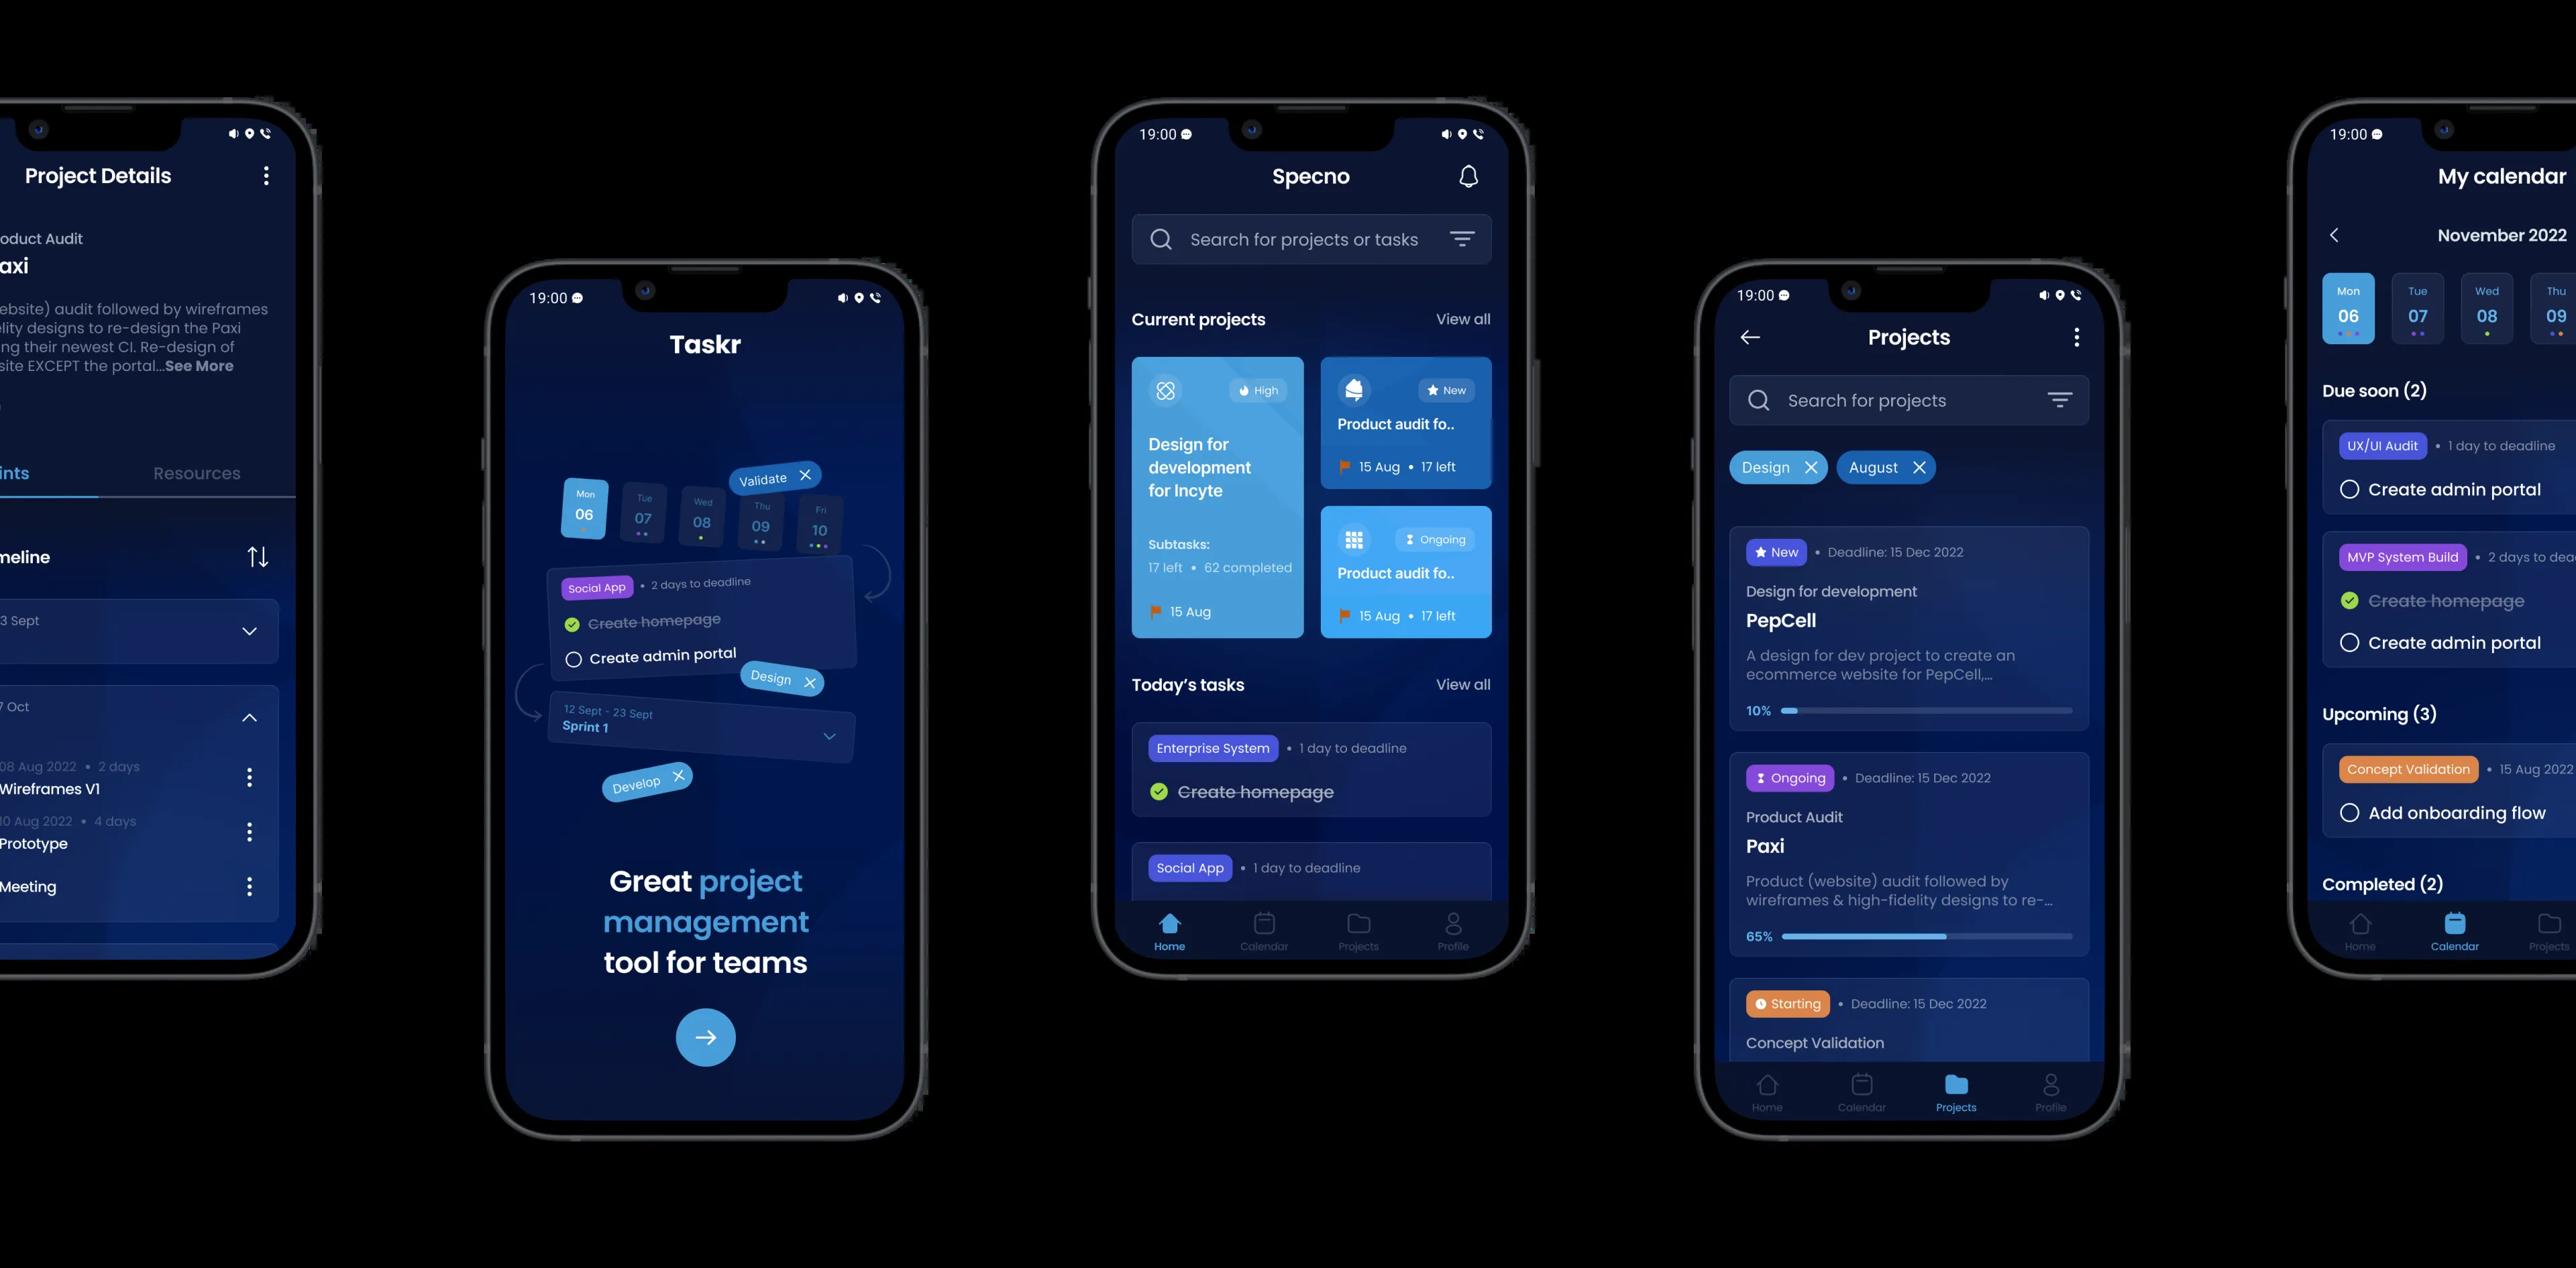 Project Details
oduct Audit
axi
ebsite) audit followed by wireframes
lity designs to re-design the Paxi
ng their newest CI. Re-design of
site EXCEPT the portal...See More
ints
Resources
meline
3 Sept
7 Oct
08 Aug 2022 • 2 days
Wireframes V1
10 Aug 2022 • 4 days
Prototype
Meeting
19:00
Taskr
Validate
Mon
06
Tue
07
Wed
08
Thu
09
Fri
10
Social App • 2 days to deadline
Create homepage
Create admin portal
Design
12 Sept - 23 Sept
Sprint 1
Develop
Great project
management
tool for teams
19:00
Specno
Search for projects or tasks
Current projects
View all
High
Design for
development
for Incyte
Subtasks:
17 left • 62 completed
15 Aug
New
Product audit fo..
15 Aug • 17 left
Ongoing
Product audit fo..
15 Aug • 17 left
Today's tasks
View all
Enterprise System • 1 day to deadline
Create homepage
Social App • 1 day to deadline
Home
Calendar
Projects
Profile
19:00
Projects
Search for projects
Design
August
New • Deadline: 15 Dec 2022
Design for development
PepCell
A design for dev project to create an
ecommerce website for PepCell,...
10%
Ongoing • Deadline: 15 Dec 2022
Product Audit
Paxi
Product (website) audit followed by
wireframes & high-fidelity designs to re-...
65%
Starting • Deadline: 15 Dec 2022
Concept Validation
Home
Calendar
Projects
Profile
19:00
My calendar
November 2022
Mon
06
Tue
07
Wed
08
Thu
09
Due soon (2)
UX/UI Audit • 1 day to deadline
Create admin portal
MVP System Build • 2 days to dea
Create homepage
Create admin portal
Upcoming (3)
Concept Validation • 15 Aug 2022
Add onboarding flow
Completed (2)
Home
Calendar
Projects